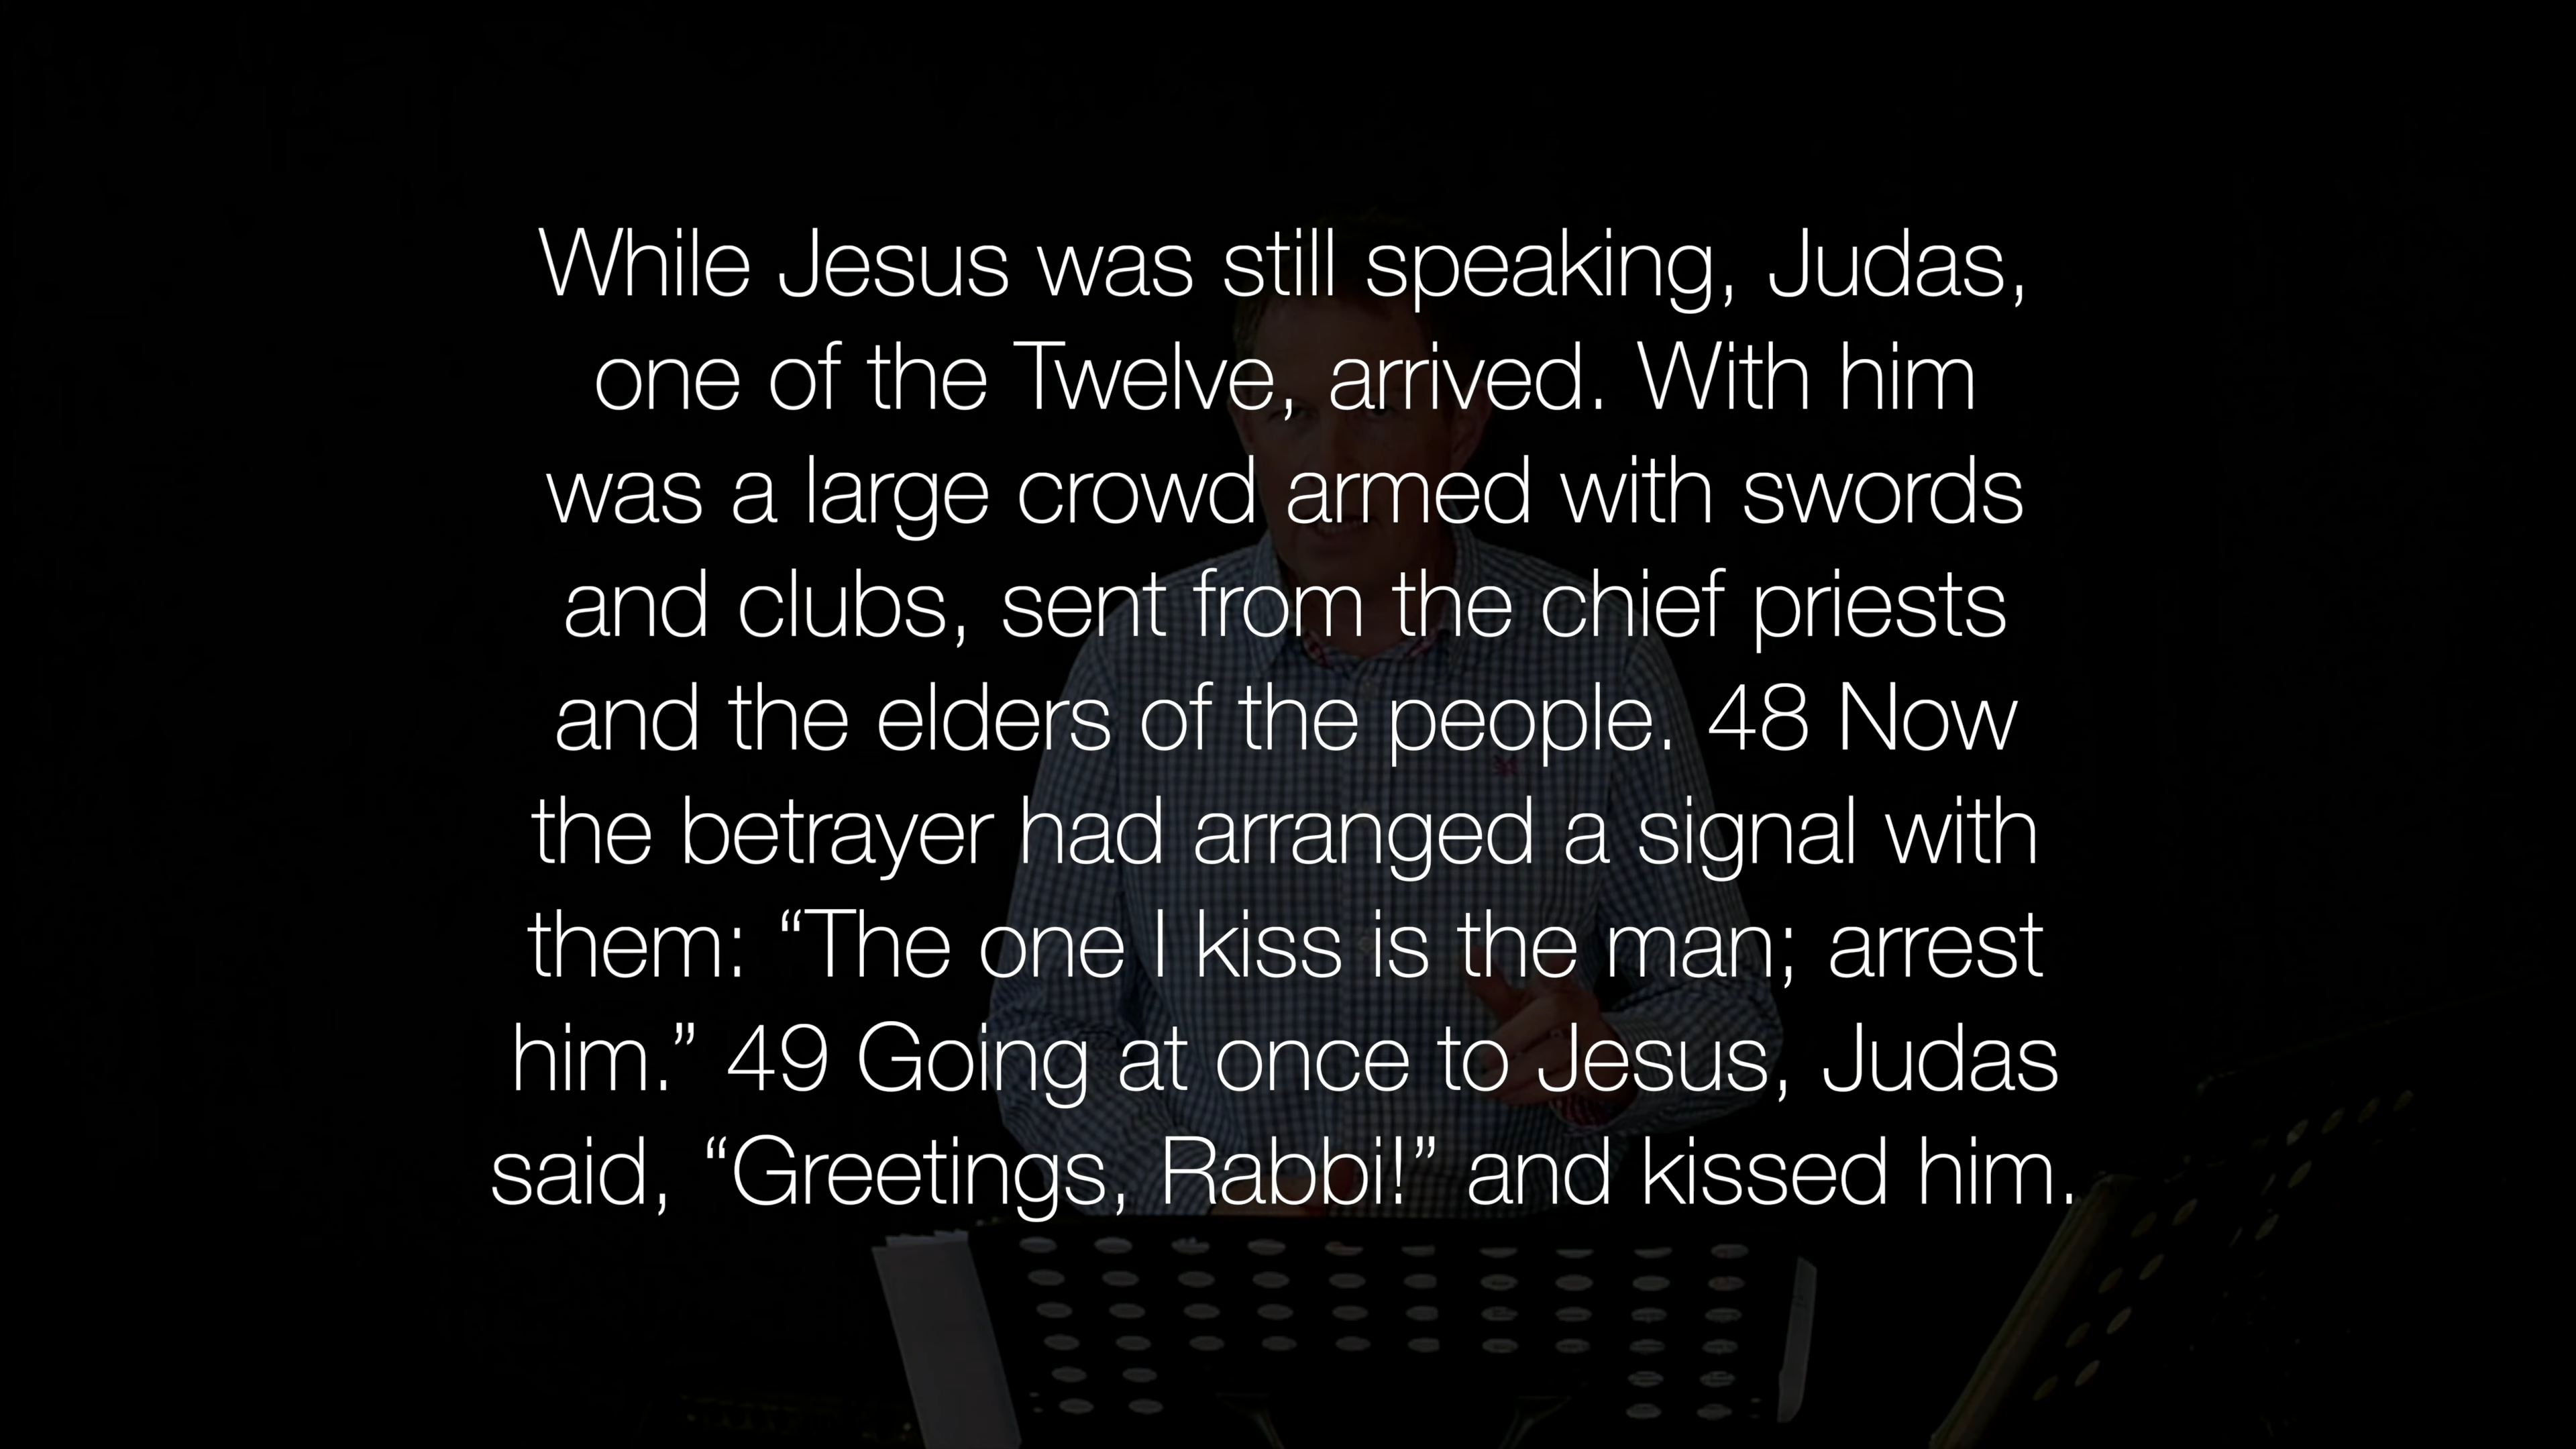 While Jesus was still speaking, Judas,
one of the Twelve, arrived. With him
was a large crowd armed with swords
and clubs, sent from the chief priests
and the elders of the people. 48 Now
the betrayer had arranged a signal with
them: “The one I kiss is the man; arrest
him.” 49 Going at once to Jesus, Judas
said, “Greetings, Rabbi!” and kissed him.